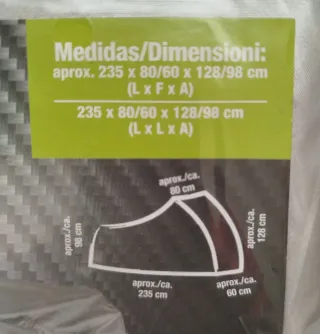 Medidas/Dimensioni:
aprox. 235 x 80/60 x 128/98 cm
(L x F x A)
235 x 80/60 x 128/98 cm
(L x L x A)
aprox./ca.
80 cm
aprox./ca.
98 cm
aprox./ca.
128 cm
aprox./ca.
235 cm
aprox./ca.
60 cm